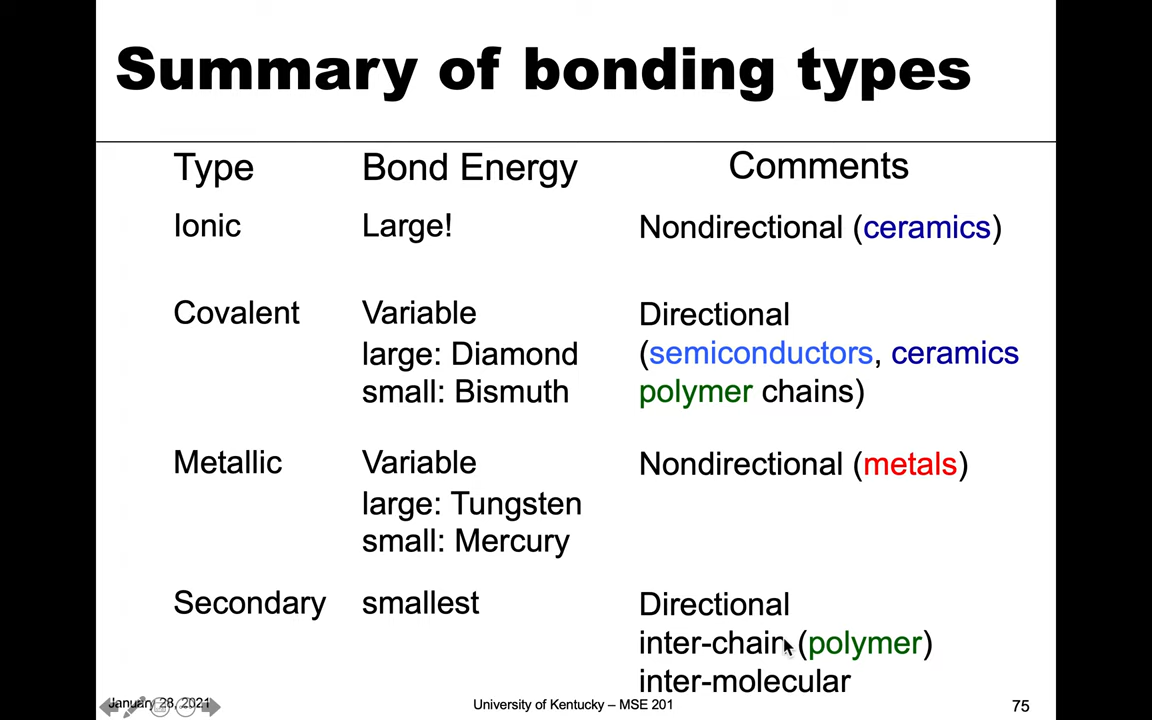 Summary of bonding types
Type Bond Energy Comments
Ionic Large! Nondirectional (ceramics)
Covalent Variable Directional
large: Diamond (semiconductors, ceramics
small: Bismuth polymer chains)
Metallic Variable Nondirectional (metals)
large: Tungsten
small: Mercury
Secondary smallest Directional
inter-chain (polymer)
inter-molecular
January 28, 2021 University of Kentucky – MSE 201 75